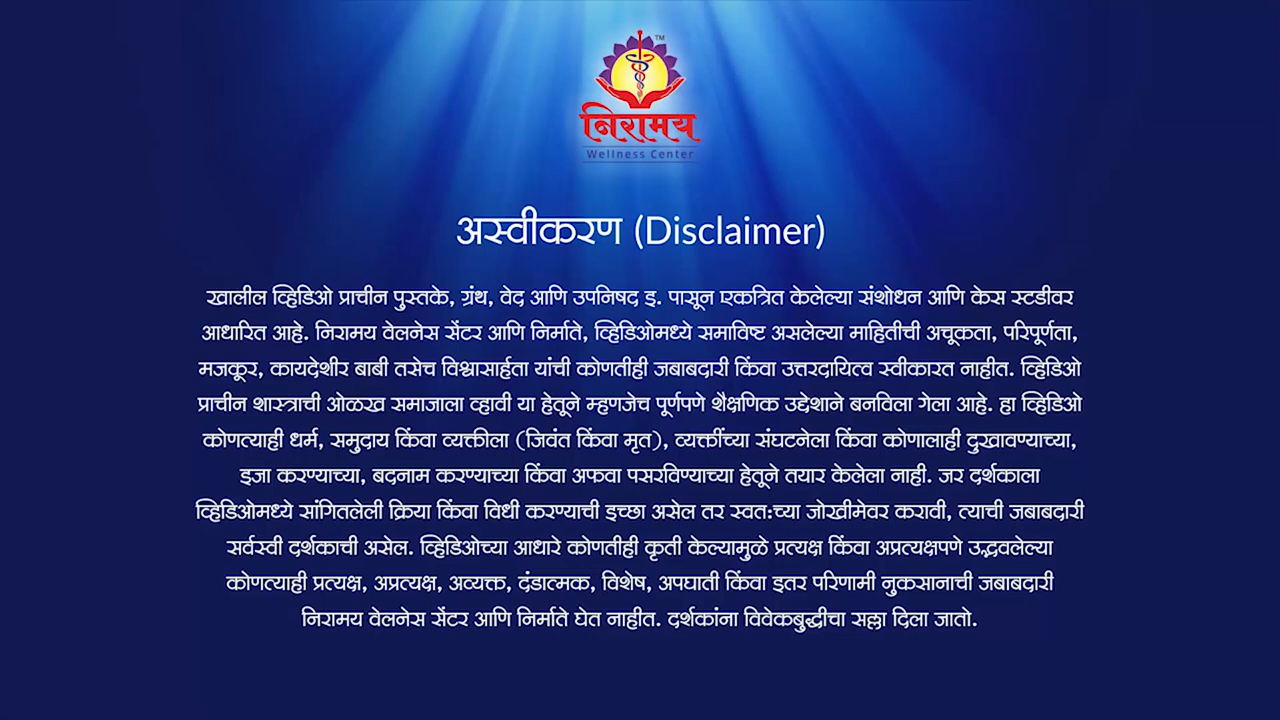 TM
निरामय
Wellness Center
अस्वीकरण (Disclaimer)
खालील व्हिडिओ प्राचीन पुस्तके, ग्रंथ, वेद आणि उपनिषद इ. पासून एकत्रित केलेल्या संशोधन आणि केस स्टडीवर
आधारित आहे. निरामय वेलनेस सेंटर आणि निर्माते, व्हिडिओमध्ये समाविष्ट असलेल्या माहितीची अचूकता, परिपूर्णता,
मजकूर, कायदेशीर बाबी तसेच विश्वासार्हता यांची कोणतीही जबाबदारी किंवा उत्तरदायित्व स्वीकारत नाहीत. व्हिडिओ
प्राचीन शास्त्राची ओळख समाजाला व्हावी या हेतूने म्हणजेच पूर्णपणे शैक्षणिक उद्देशाने बनविला गेला आहे. हा व्हिडिओ
कोणत्याही धर्म, समुदाय किंवा व्यक्तीला (जिवंत किंवा मृत), व्यक्तींच्या संघटनेला किंवा कोणालाही दुखावण्याच्या,
इजा करण्याच्या, बदनाम करण्याच्या किंवा अफवा पसरविण्याच्या हेतूने तयार केलेला नाही. जर दर्शकाला
व्हिडिओमध्ये सांगितलेली क्रिया किंवा विधी करण्याची इच्छा असेल तर स्वत:च्या जोखीमेवर करावी, त्याची जबाबदारी
सर्वस्वी दर्शकाची असेल. व्हिडिओच्या आधारे कोणतीही कृती केल्यामुळे प्रत्यक्ष किंवा अप्रत्यक्षपणे उद्भवलेल्या
कोणत्याही प्रत्यक्ष, अप्रत्यक्ष, अव्यक्त, दंडात्मक, विशेष, अपघाती किंवा इतर परिणामी नुकसानाची जबाबदारी
निरामय वेलनेस सेंटर आणि निर्माते घेत नाहीत. दर्शकांना विवेकबुद्धीचा सल्ला दिला जातो.